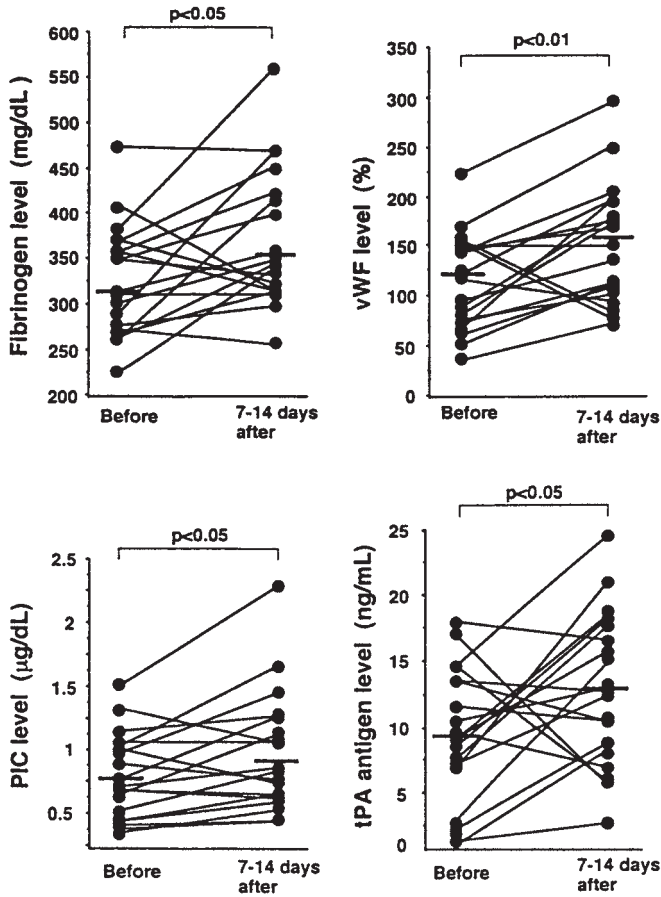 p<0.05
Fibrinogen level (mg/dL)
600
550
500
450
400
350
300
250
200
Before
7-14 days
after
p<0.01
vWF level (%)
350
300
250
200
150
100
50
0
Before
7-14 days
after
p<0.05
PIC level (μg/dL)
2.5
2
1.5
1
0.5
Before
7-14 days
after
p<0.05
tPA antigen level (ng/mL)
25
20
15
10
5
0
Before
7-14 days
after